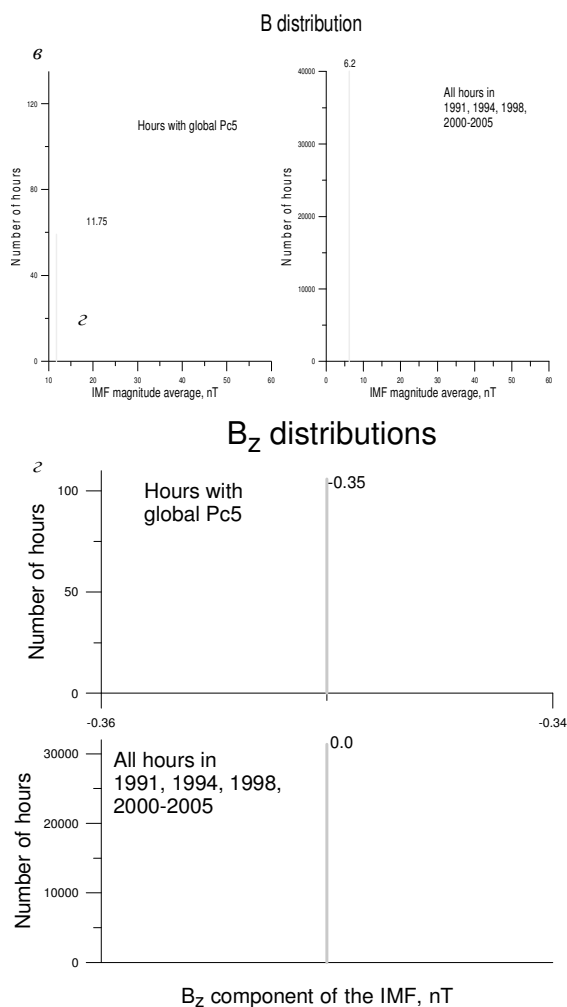 B distribution
в
120
80
40
0
Number of hours
Hours with global Pc5
11.75
г
10 20 30 40 50 60
IMF magnitude average, nT
6.2
40000
30000
20000
10000
0
Number of hours
All hours in
1991, 1994, 1998,
2000-2005
0 10 20 30 40 50 60
IMF magnitude average, nT
Bz distributions
г
100
50
0
Number of hours
Hours with
global Pc5
-0.35
-0.36 -0.34
30000
20000
10000
0
Number of hours
All hours in
1991, 1994, 1998,
2000-2005
0.0
Bz component of the IMF, nT